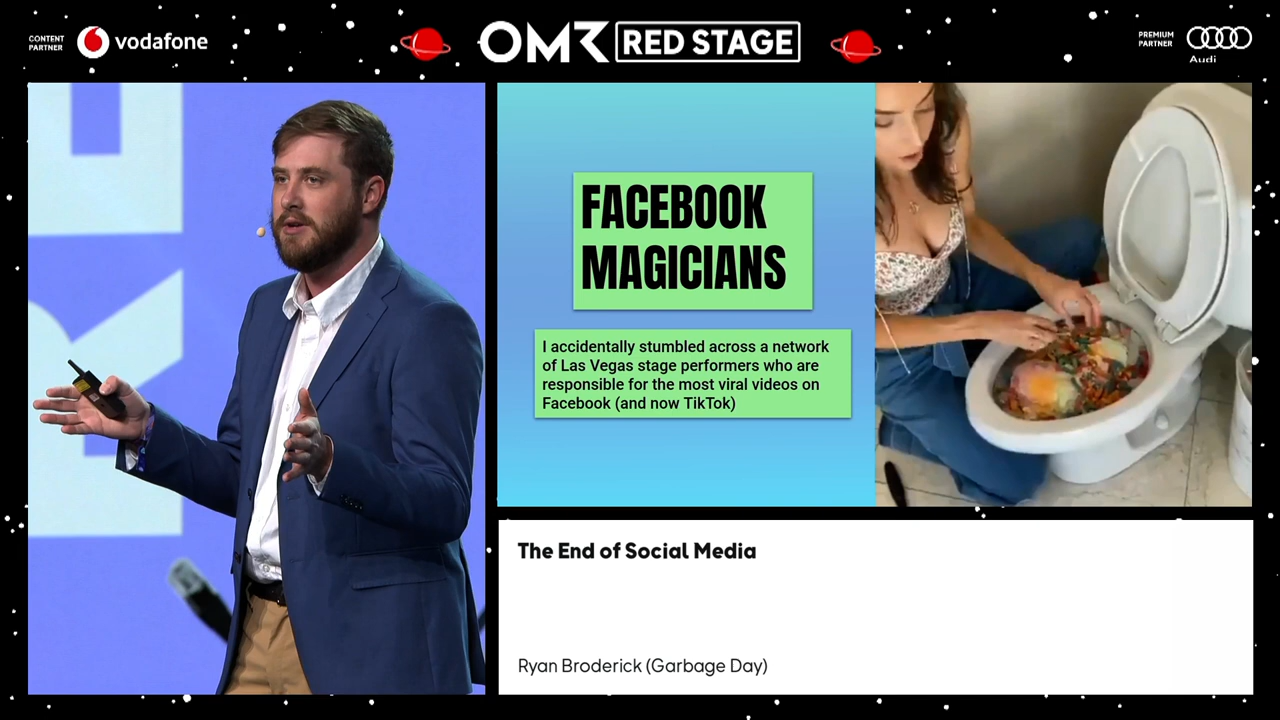 CONTENT
PARTNER
vodafone
OMR RED STAGE
PREMIUM
PARTNER
Audi
FACEBOOK
MAGICIANS
I accidentally stumbled across a network
of Las Vegas stage performers who are
responsible for the most viral videos on
Facebook (and now TikTok)
The End of Social Media
Ryan Broderick (Garbage Day)